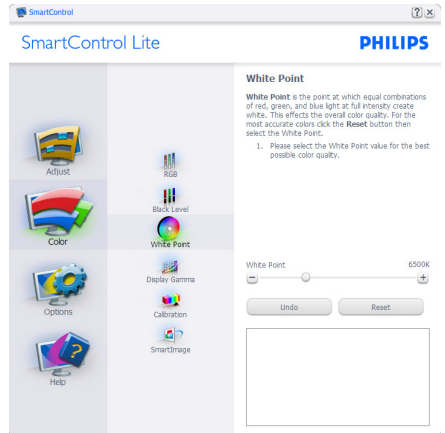 SmartControl
SmartControl Lite
PHILIPS
Adjust
Color
Options
Help
RGB
Black Level
White Point
Display Gamma
Calibration
SmartImage
White Point
White Point is the point at which equal combinations
of red, green, and blue light at full intensity create
white. This effects the overall color quality. For the
most accurate colors click the Reset button then
select the White Point.
1. Please select the White Point value for the best
possible color quality.
White Point 6500K
Undo Reset